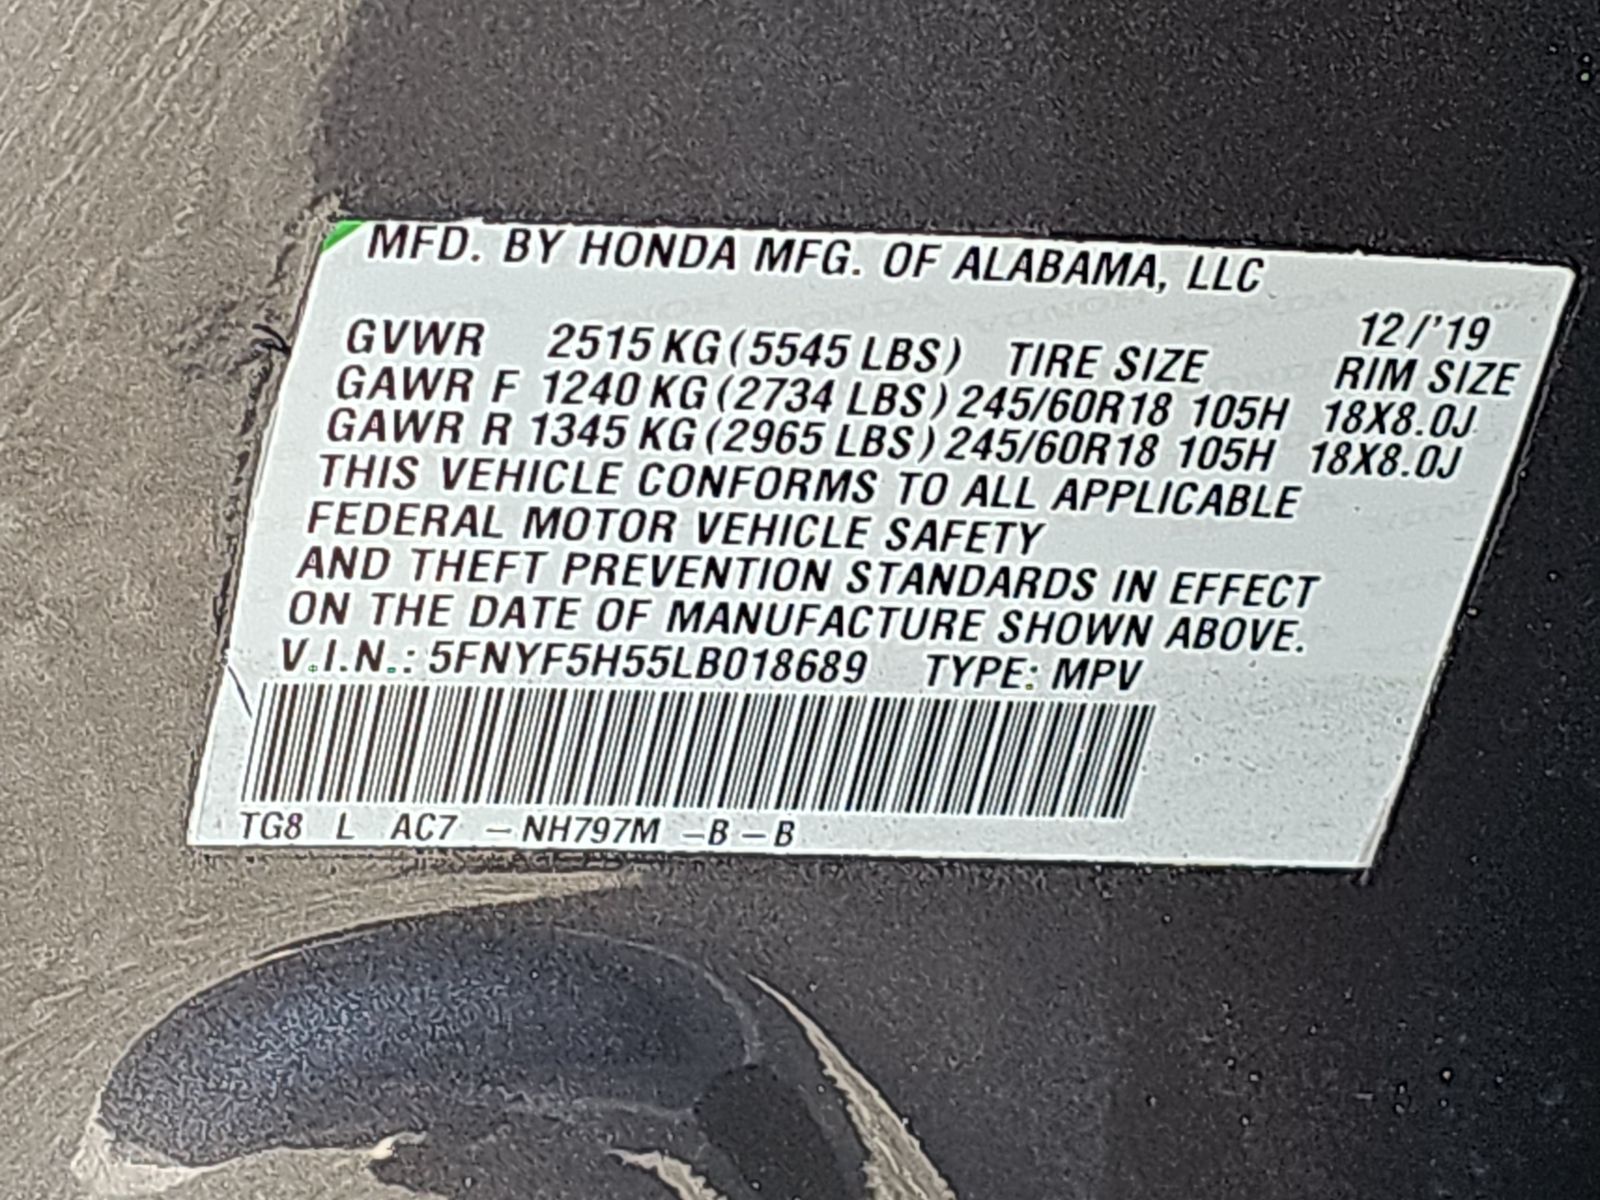 MFD. BY HONDA MFG. OF ALABAMA, LLC
12/'19
GVWR 2515 KG (5545 LBS) TIRE SIZE RIM SIZE
GAWR F 1240 KG (2734 LBS) 245/60R18 105H 18X8.0J
GAWR R 1345 KG (2965 LBS) 245/60R18 105H 18X8.0J
THIS VEHICLE CONFORMS TO ALL APPLICABLE
FEDERAL MOTOR VEHICLE SAFETY
AND THEFT PREVENTION STANDARDS IN EFFECT
ON THE DATE OF MANUFACTURE SHOWN ABOVE.
V.I.N.: 5FNYF5H55LB018689 TYPE: MPV
TG8 L AC7 – NH797M –B – B